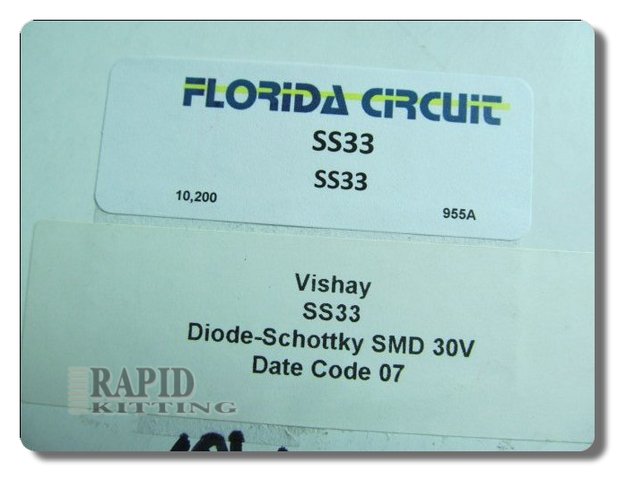 FLORiDA CiRCUiT
SS33
SS33
10,200
955A
Vishay
SS33
Diode-Schottky SMD 30V
Date Code 07
RAPID
KITTING